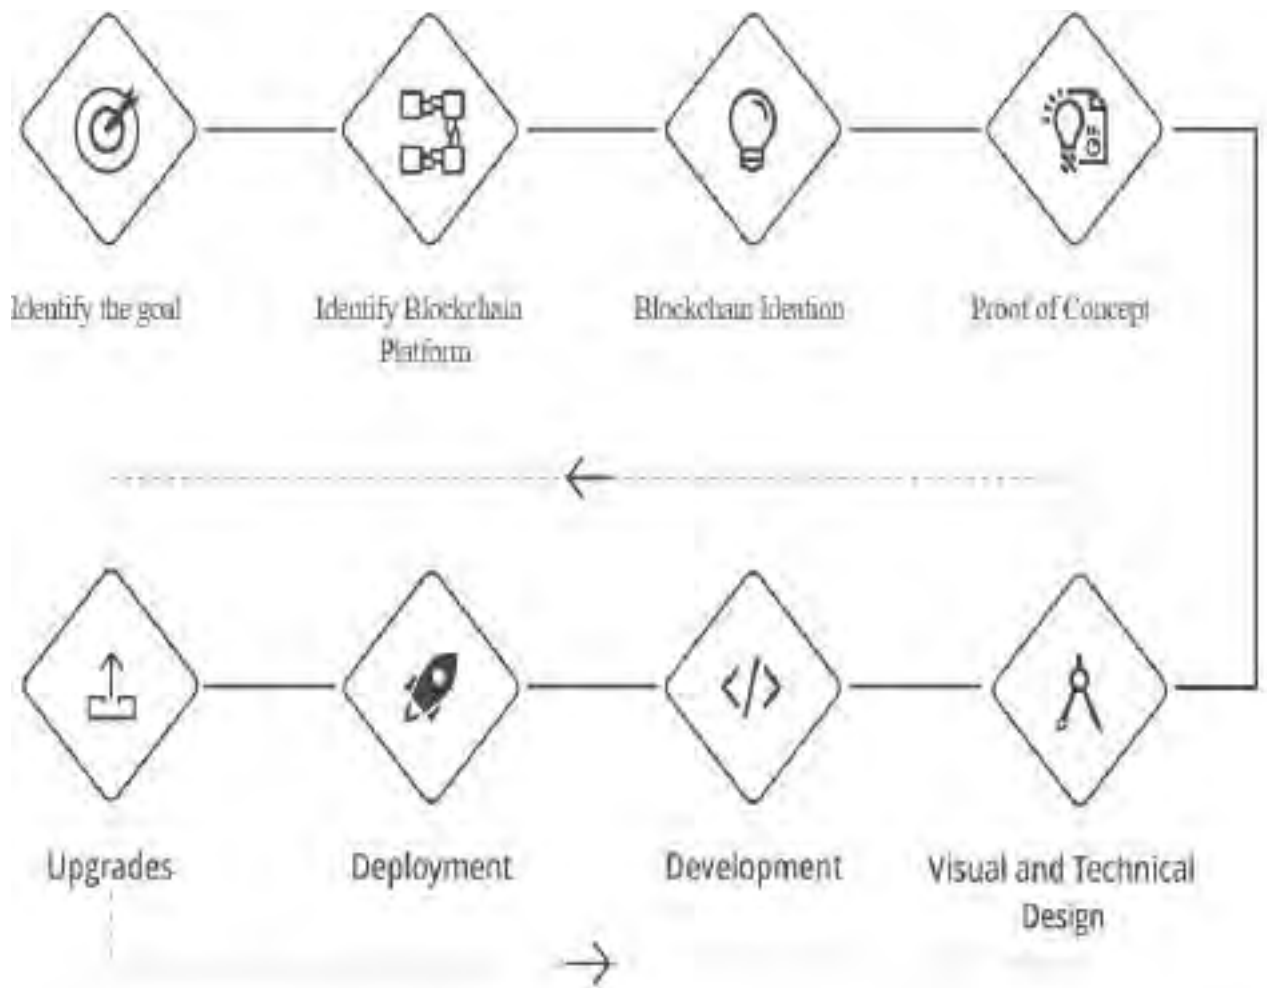 Identify the goal
Identify Blockchain
Platform
Blockchain Ideation
Proof of Concept
Upgrades
Deployment
Development
Visual and Technical
Design